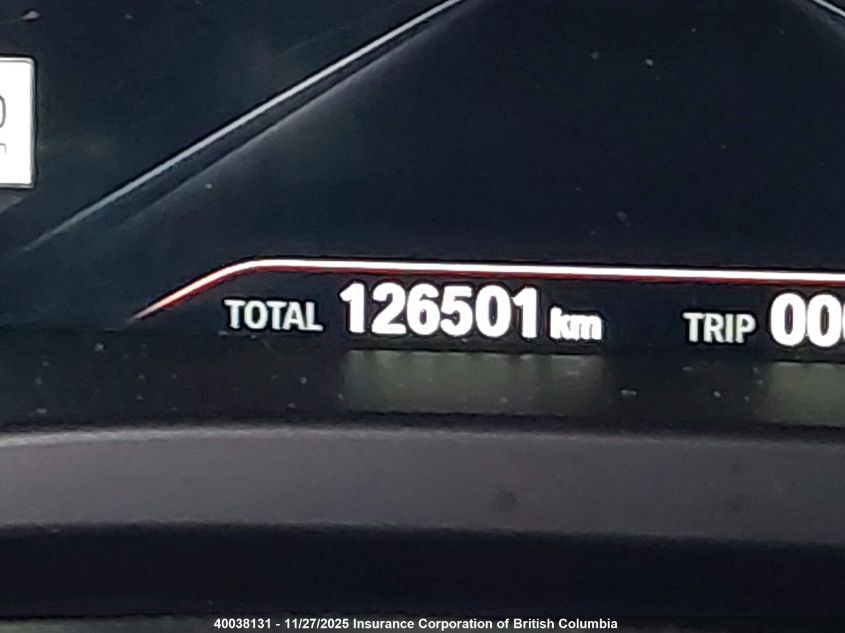 TOTAL 126501 km TRIP
40038131 - 11/27/2025 Insurance Corporation of British Columbia